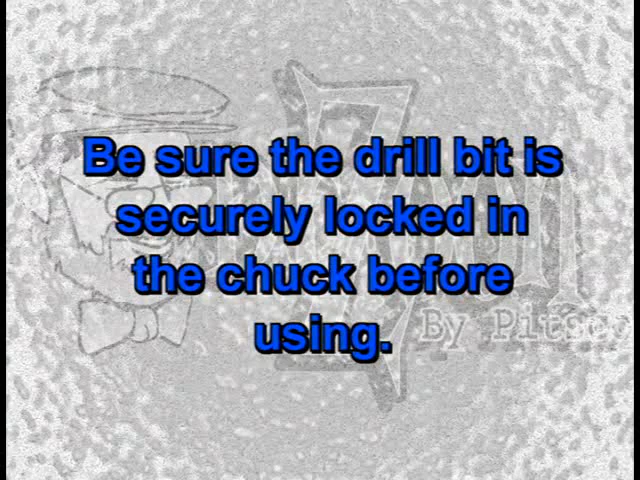 Be sure the drill bit is
securely locked in
the chuck before
using.
By Pitsco